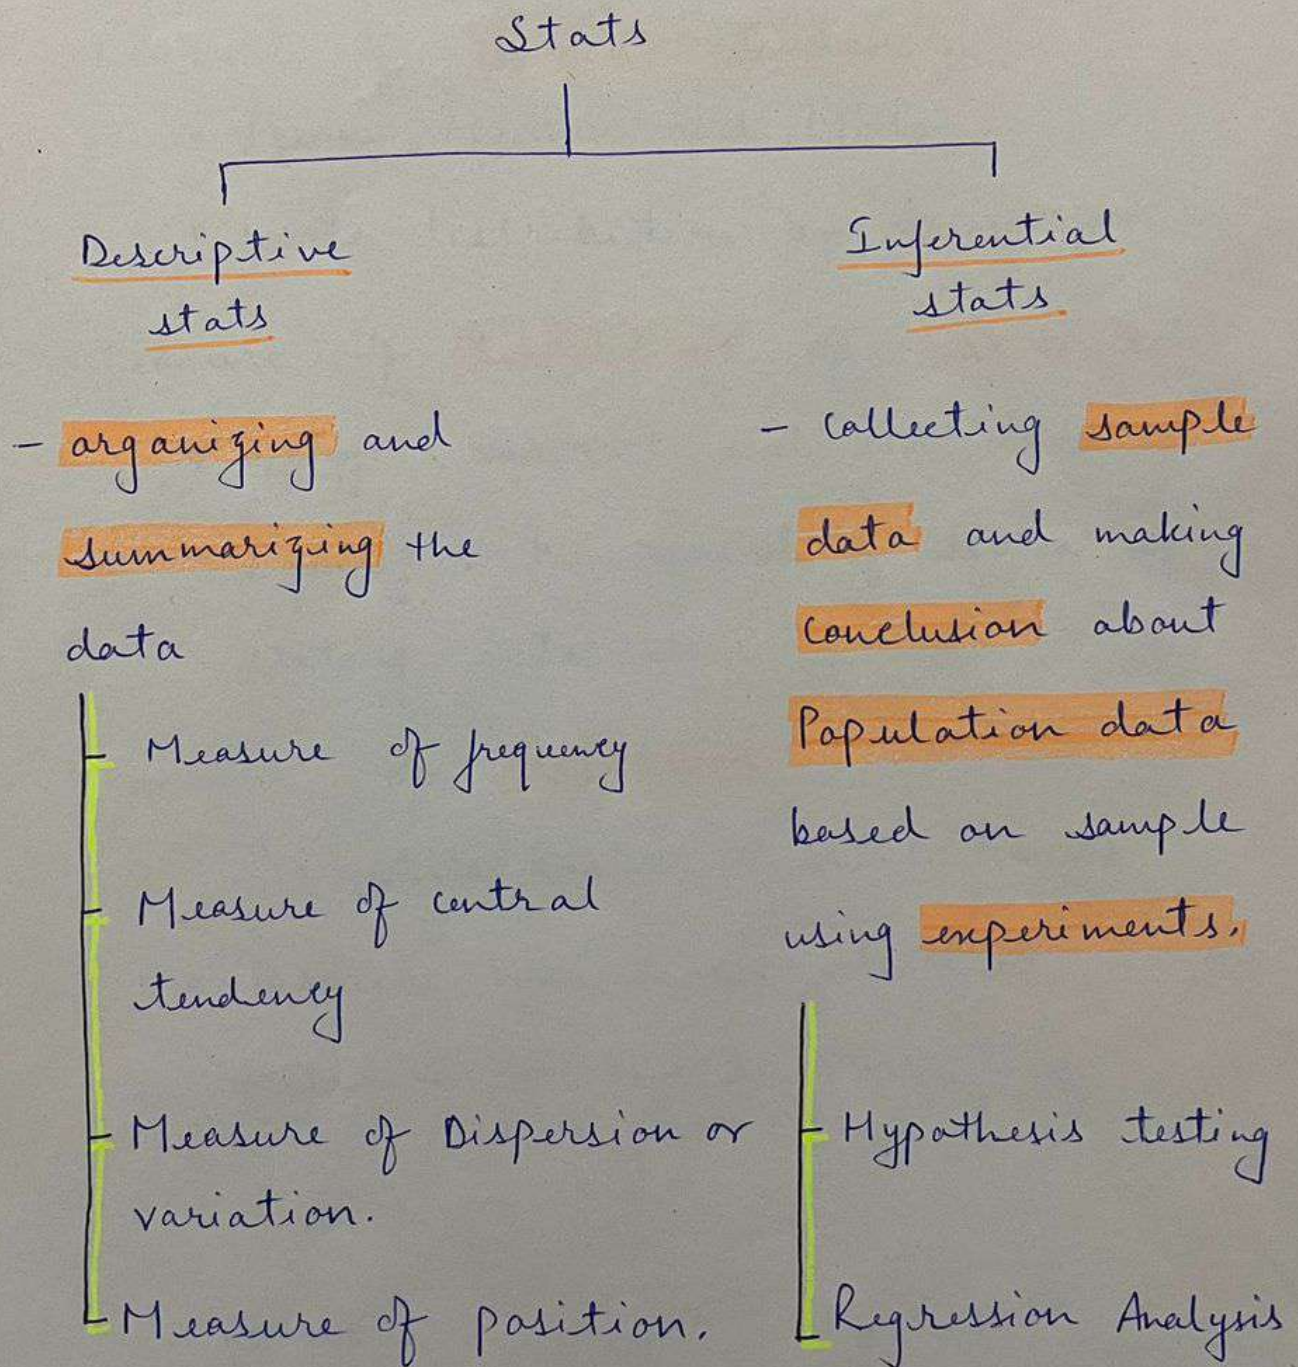 Stats
Descriptive
stats
- organizing and
summarizing the
data
Measure of frequency
Measure of central
tendency
Measure of Dispersion or
variation.
Measure of position.
Inferential
stats
- Collecting sample
data and making
conclusion about
Population data
based on sample
using experiments.
Hypothesis testing
Regression Analysis